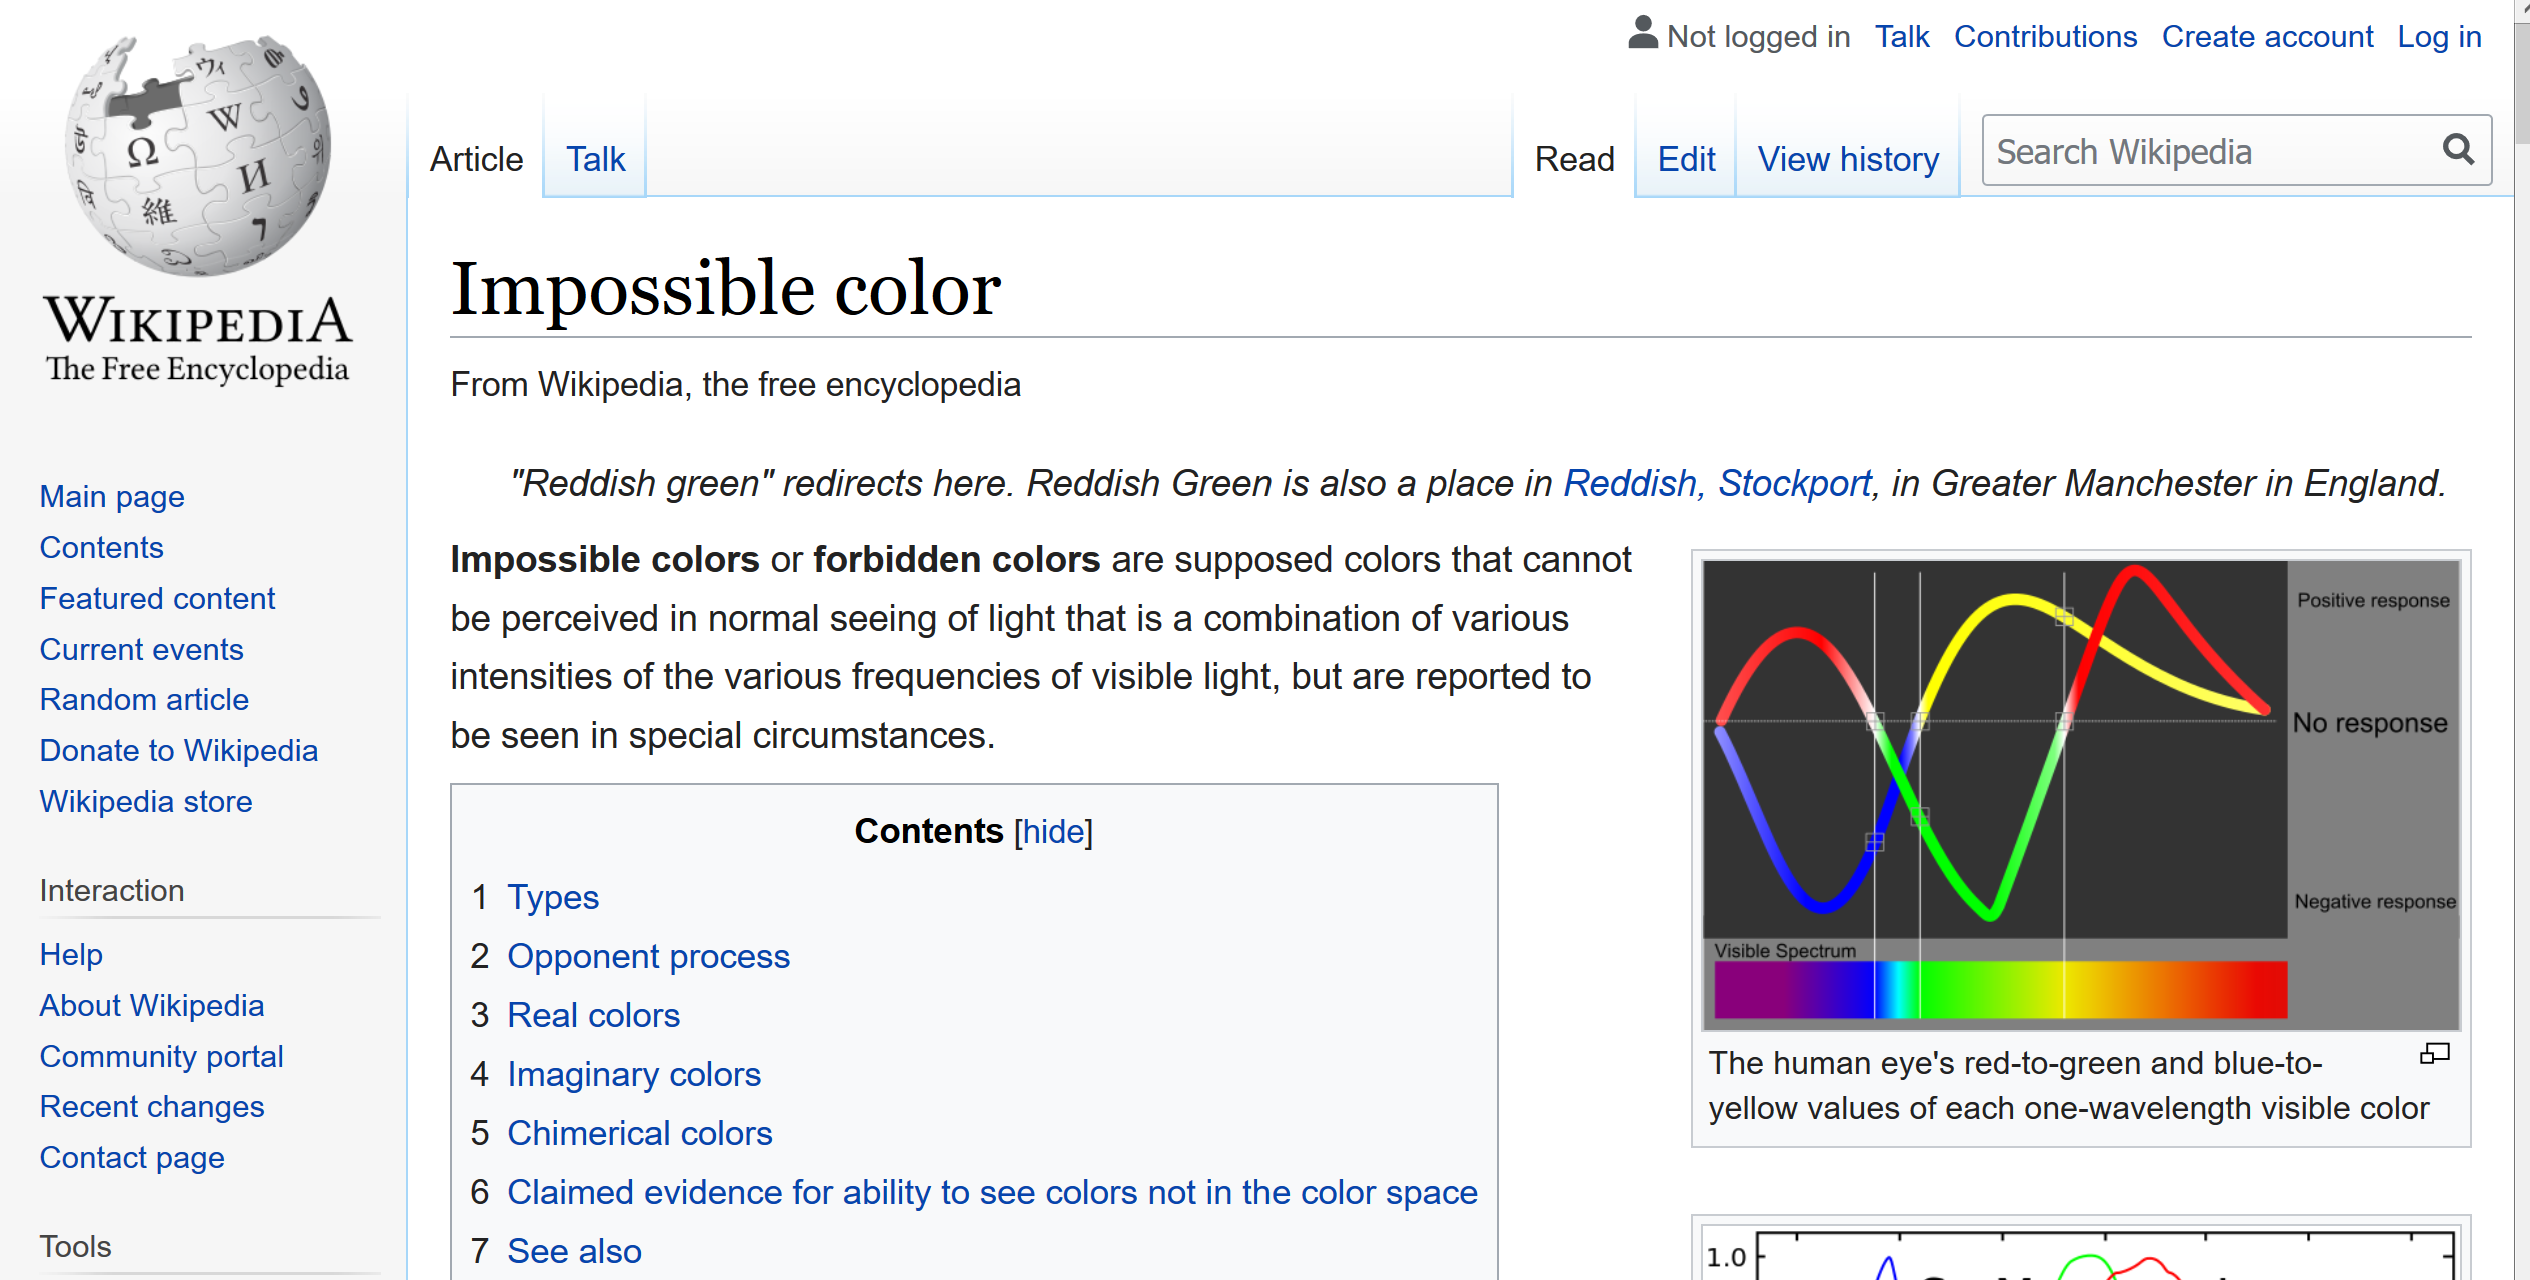 Not logged in Talk Contributions Create account Log in
Article Talk Read Edit View history Search Wikipedia
WIKIPEDIA
The Free Encyclopedia
Main page
Contents
Featured content
Current events
Random article
Donate to Wikipedia
Wikipedia store
Interaction
Help
About Wikipedia
Community portal
Recent changes
Contact page
Tools
Impossible color
From Wikipedia, the free encyclopedia
"Reddish green" redirects here. Reddish Green is also a place in Reddish, Stockport, in Greater Manchester in England.
Impossible colors or forbidden colors are supposed colors that cannot
be perceived in normal seeing of light that is a combination of various
intensities of the various frequencies of visible light, but are reported to
be seen in special circumstances.
Contents [hide]
1 Types
2 Opponent process
3 Real colors
4 Imaginary colors
5 Chimerical colors
6 Claimed evidence for ability to see colors not in the color space
7 See also
Positive response
No response
Negative response
Visible Spectrum
The human eye's red-to-green and blue-to-
yellow values of each one-wavelength visible color
1.0